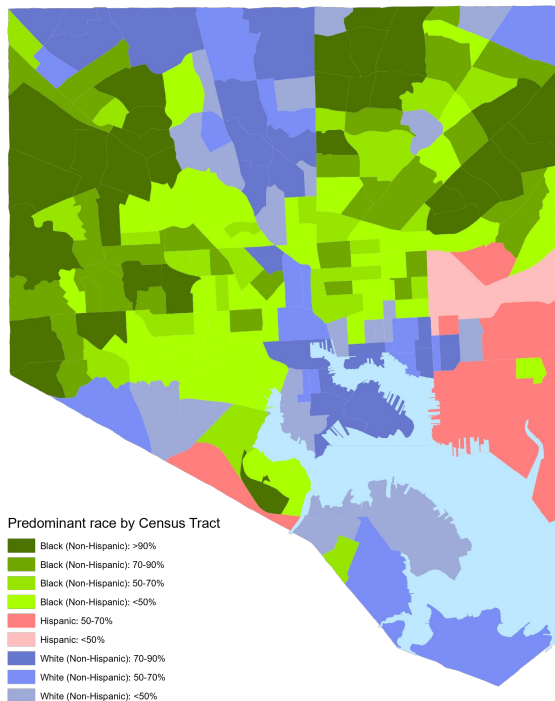 Predominant race by Census Tract
Black (Non-Hispanic): >90%
Black (Non-Hispanic): 70-90%
Black (Non-Hispanic): 50-70%
Black (Non-Hispanic): <50%
Hispanic: 50-70%
Hispanic: <50%
White (Non-Hispanic): 70-90%
White (Non-Hispanic): 50-70%
White (Non-Hispanic): <50%